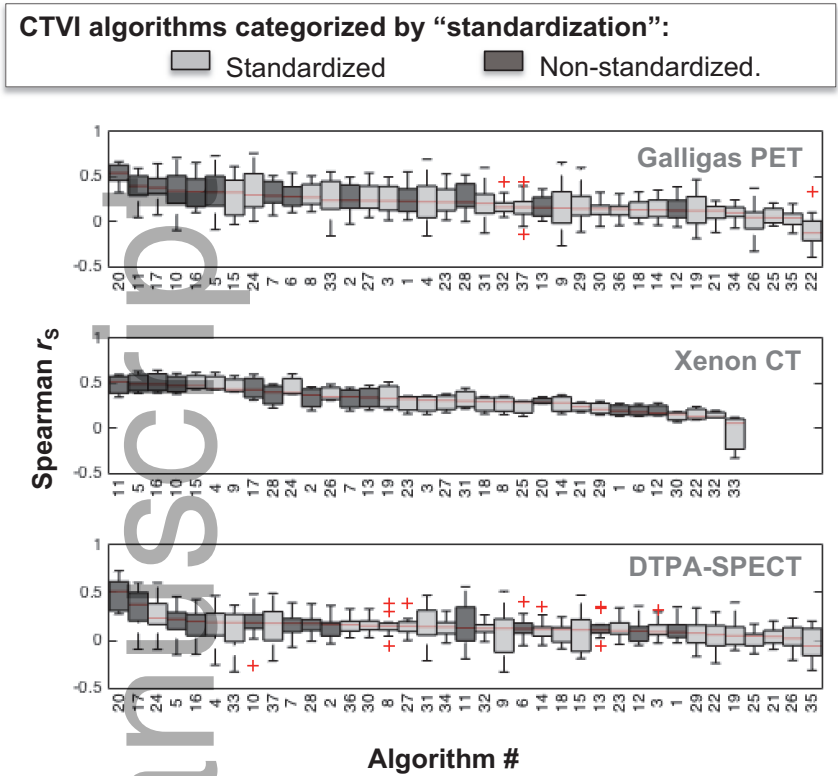 CTVI algorithms categorized by “standardization”:
Standardized Non-standardized.
Galligas PET
1
0.5
0
-0.5
20 11 17 10 16 5 15 24 7 6 8 33 2 27 3 1 4 23 28 31 32 37 13 9 29 30 36 18 14 12 19 21 34 26 25 35 22
Spearman rs
Xenon CT
1
0.5
0
-0.5
11 5 16 10 15 4 9 17 28 24 2 26 7 13 19 23 3 27 31 18 8 25 20 14 21 29 1 6 12 30 22 32 33
DTPA-SPECT
1
0.5
0
-0.5
20 17 24 5 16 4 33 10 37 7 28 2 36 30 8 27 31 34 11 32 9 6 14 18 15 13 23 12 3 1 29 22 19 25 21 26 35
Algorithm #
anuscrip